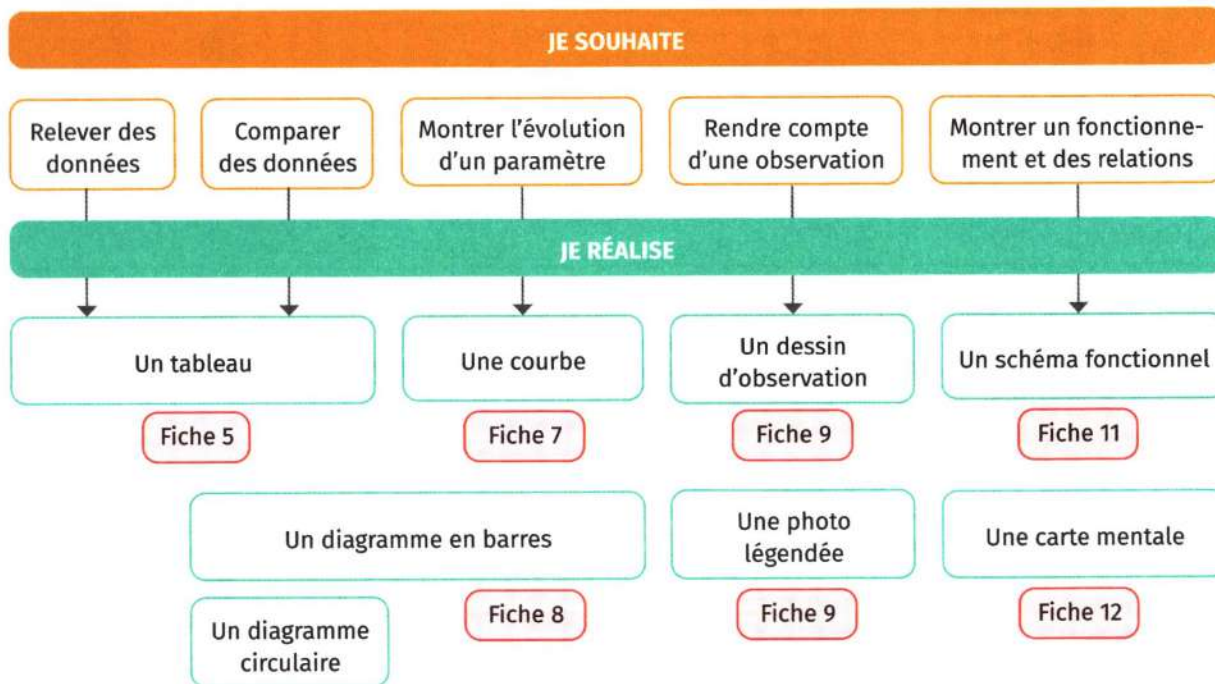 JE SOUHAITE
Relever des
données
Comparer
des données
Montrer l'évolution
d'un paramètre
Rendre compte
d'une observation
Montrer un fonctionne-
ment et des relations
JE RÉALISE
Un tableau
Une courbe
Un dessin
d'observation
Un schéma fonctionnel
Fiche 5
Fiche 7
Fiche 9
Fiche 11
Un diagramme en barres
Une photo
légendée
Une carte mentale
Fiche 8
Fiche 9
Fiche 12
Un diagramme
circulaire